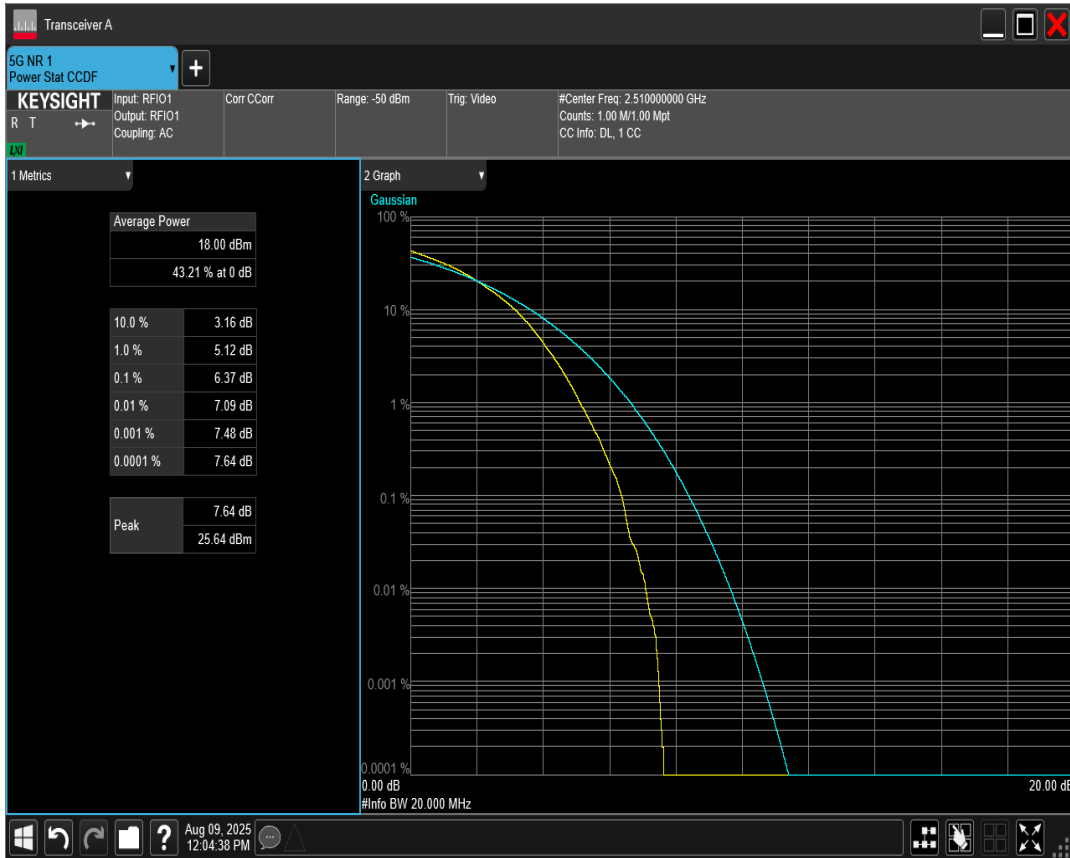 Transceiver A
5G NR 1
Power Stat CCDF
KEYSIGHT
R T
LXI
Input: RFIO1
Output: RFIO1
Coupling: AC
Corr CCorr
Range: -50 dBm
Trig: Video
#Center Freq: 2.510000000 GHz
Counts: 1.00 M/1.00 Mpt
CC Info: DL, 1 CC
1 Metrics
Average Power
18.00 dBm
43.21 % at 0 dB
10.0 % 3.16 dB
1.0 % 5.12 dB
0.1 % 6.37 dB
0.01 % 7.09 dB
0.001 % 7.48 dB
0.0001 % 7.64 dB
Peak 7.64 dB
25.64 dBm
2 Graph
Gaussian
100 %
10 %
1 %
0.1 %
0.01 %
0.001 %
0.0001 %
0.00 dB 20.00 dB
#Info BW 20.000 MHz
? Aug 09, 2025
12:04:38 PM